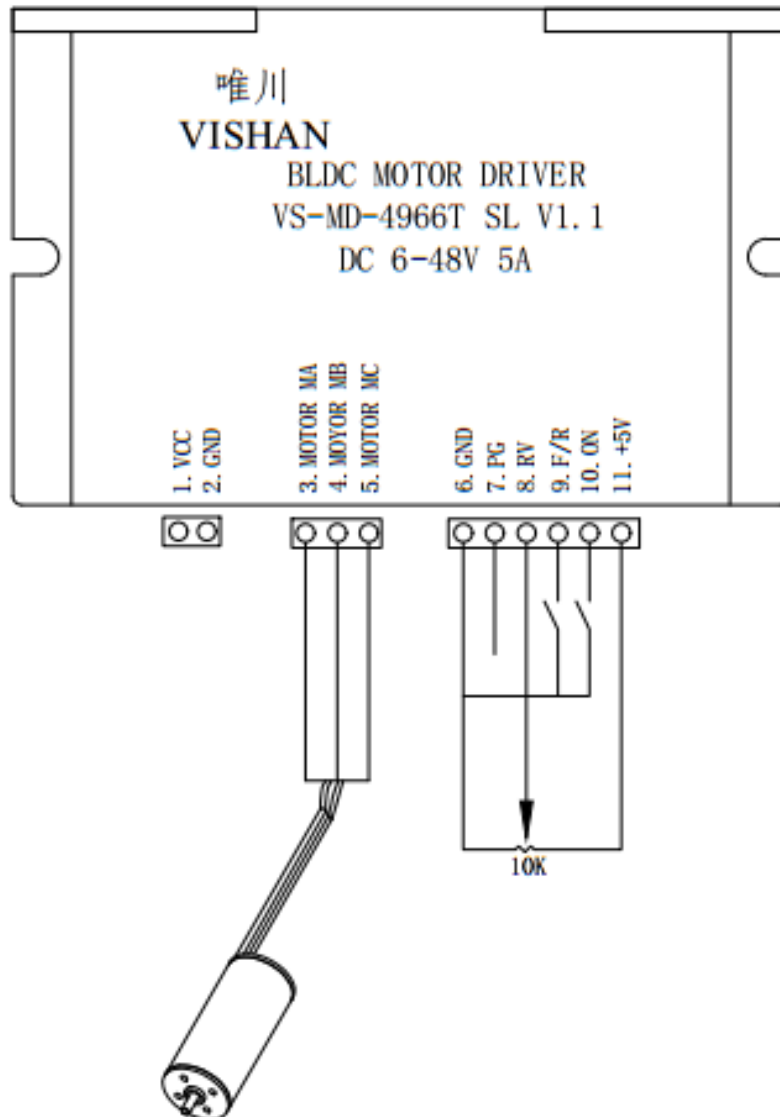 唯川
VISHAN
BLDC MOTOR DRIVER
VS-MD-4966T SL V1.1
DC 6-48V 5A
1. VCC
2. GND
3. MOTOR MA
4. MOYOR MB
5. MOTOR MC
6. GND
7. PG
8. RV
9. F/R
10. ON
11. +5V
10K